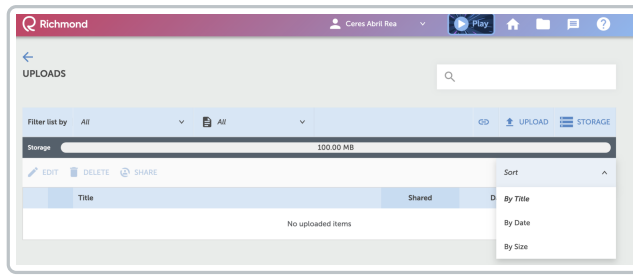 Richmond
Ceres Abril Rea
Play
UPLOADS
Filter list by All All UPLOAD STORAGE
Storage 100.00 MB
EDIT DELETE SHARE Sort
Title Shared By Title
No uploaded items By Date
By Size